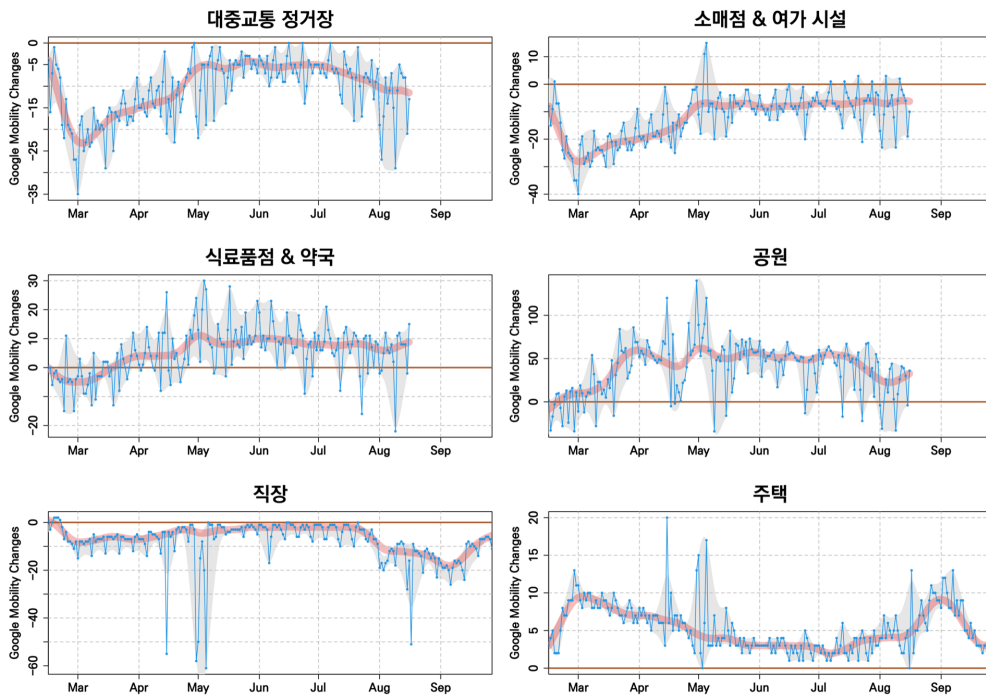 대중교통 정거장
Google Mobility Changes
0
−5
−15
−25
−35
Mar Apr May Jun Jul Aug Sep
소매점 & 여가 시설
Google Mobility Changes
10
0
−20
−40
Mar Apr May Jun Jul Aug Sep
식료품점 & 약국
Google Mobility Changes
30
20
10
0
−20
Mar Apr May Jun Jul Aug Sep
공원
Google Mobility Changes
100
50
0
Mar Apr May Jun Jul Aug Sep
직장
Google Mobility Changes
0
−20
−40
−60
Mar Apr May Jun Jul Aug Sep
주택
Google Mobility Changes
20
15
10
5
0
Mar Apr May Jun Jul Aug Sep